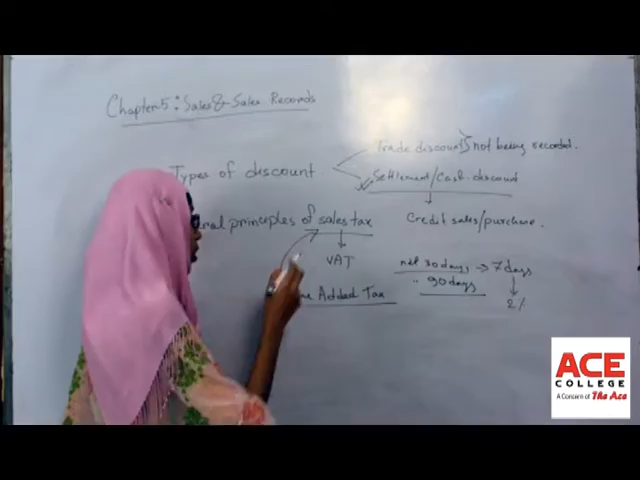 Chapter 5: Sales & Sales Records
Types of discount
Trade discount not being recorded.
Settlement/Cash discount
Credit sales/purchase.
ral principles of sales tax
VAT
Added Tax
net 30 days → 7 days
90 days
2%
ACE
COLLEGE
A Concern of The Ace